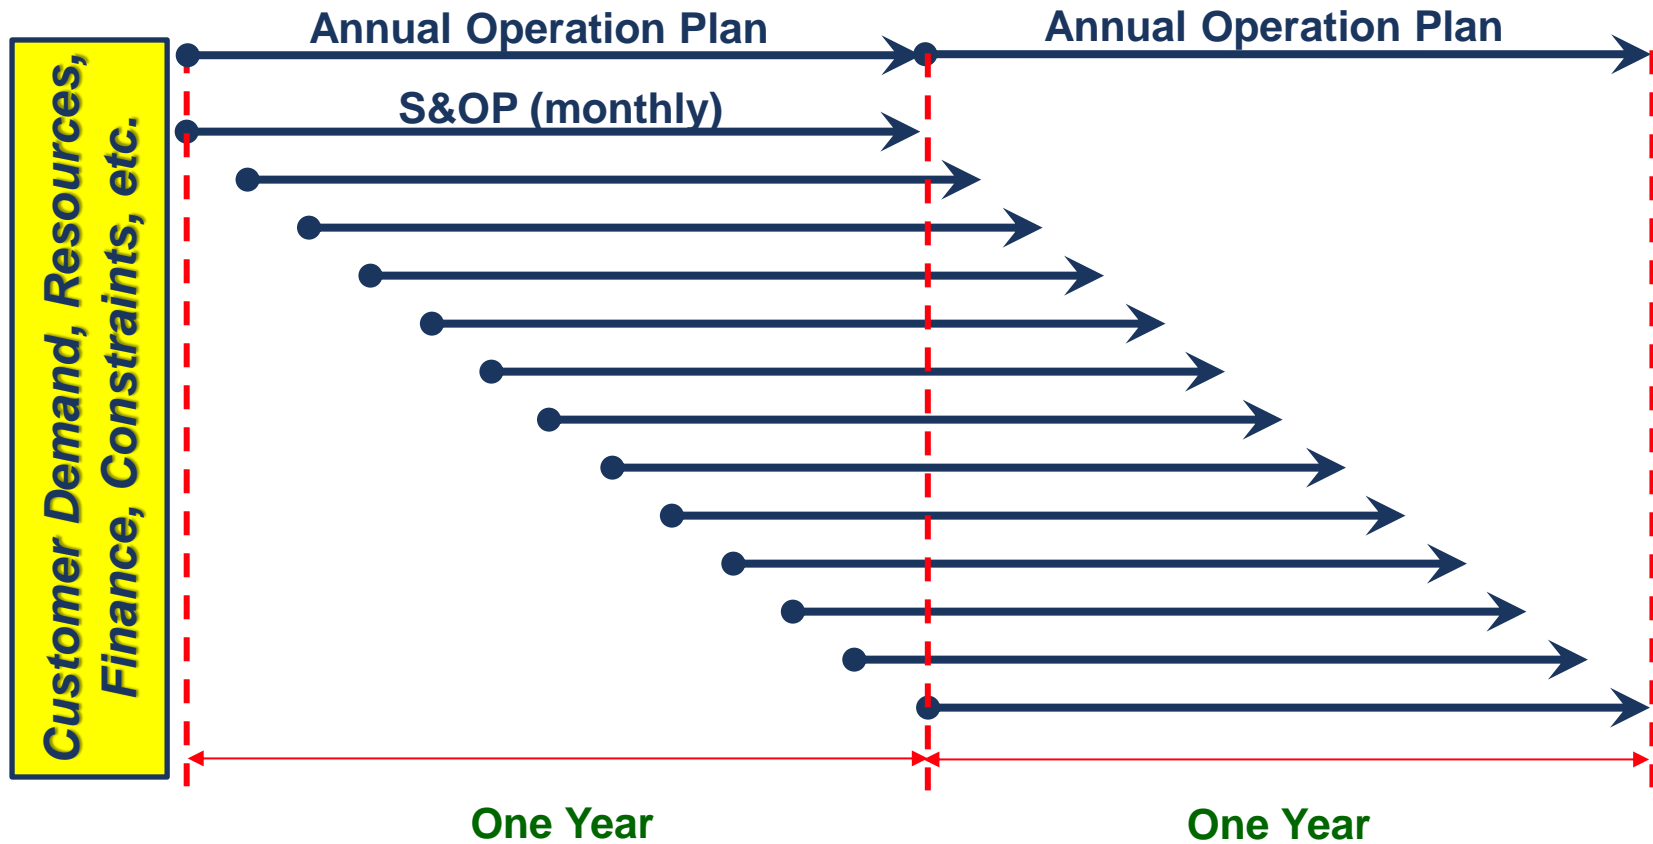 Annual Operation Plan
Annual Operation Plan
S&OP (monthly)
Customer Demand, Resources,
Finance, Constraints, etc.
One Year
One Year